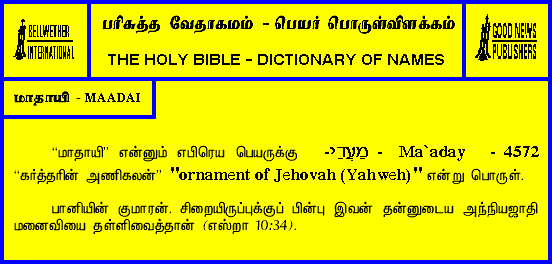 BELLWETHER
INTERNATIONAL
பரிசுத்த வேதாகமம் - பெயர் பொருள்விளக்கம்
THE HOLY BIBLE - DICTIONARY OF NAMES
GOOD NEWS
PUBLISHERS
மாதாயி - MAADAI
“மாதாயி” என்னும் எபிரெய பெயருக்கு -> מַעֲדַי - Ma`aday - 4572
“கர்த்தரின் அணிகலன்” "ornament of Jehovah (Yahweh)" என்று பொருள்.
பானியின் குமாரன். சிறையிருப்புக்குப் பின்பு இவன் தன்னுடைய அந்நியஜாதி
மனைவியை தள்ளிவைத்தான் (எஸ்றா 10:34).